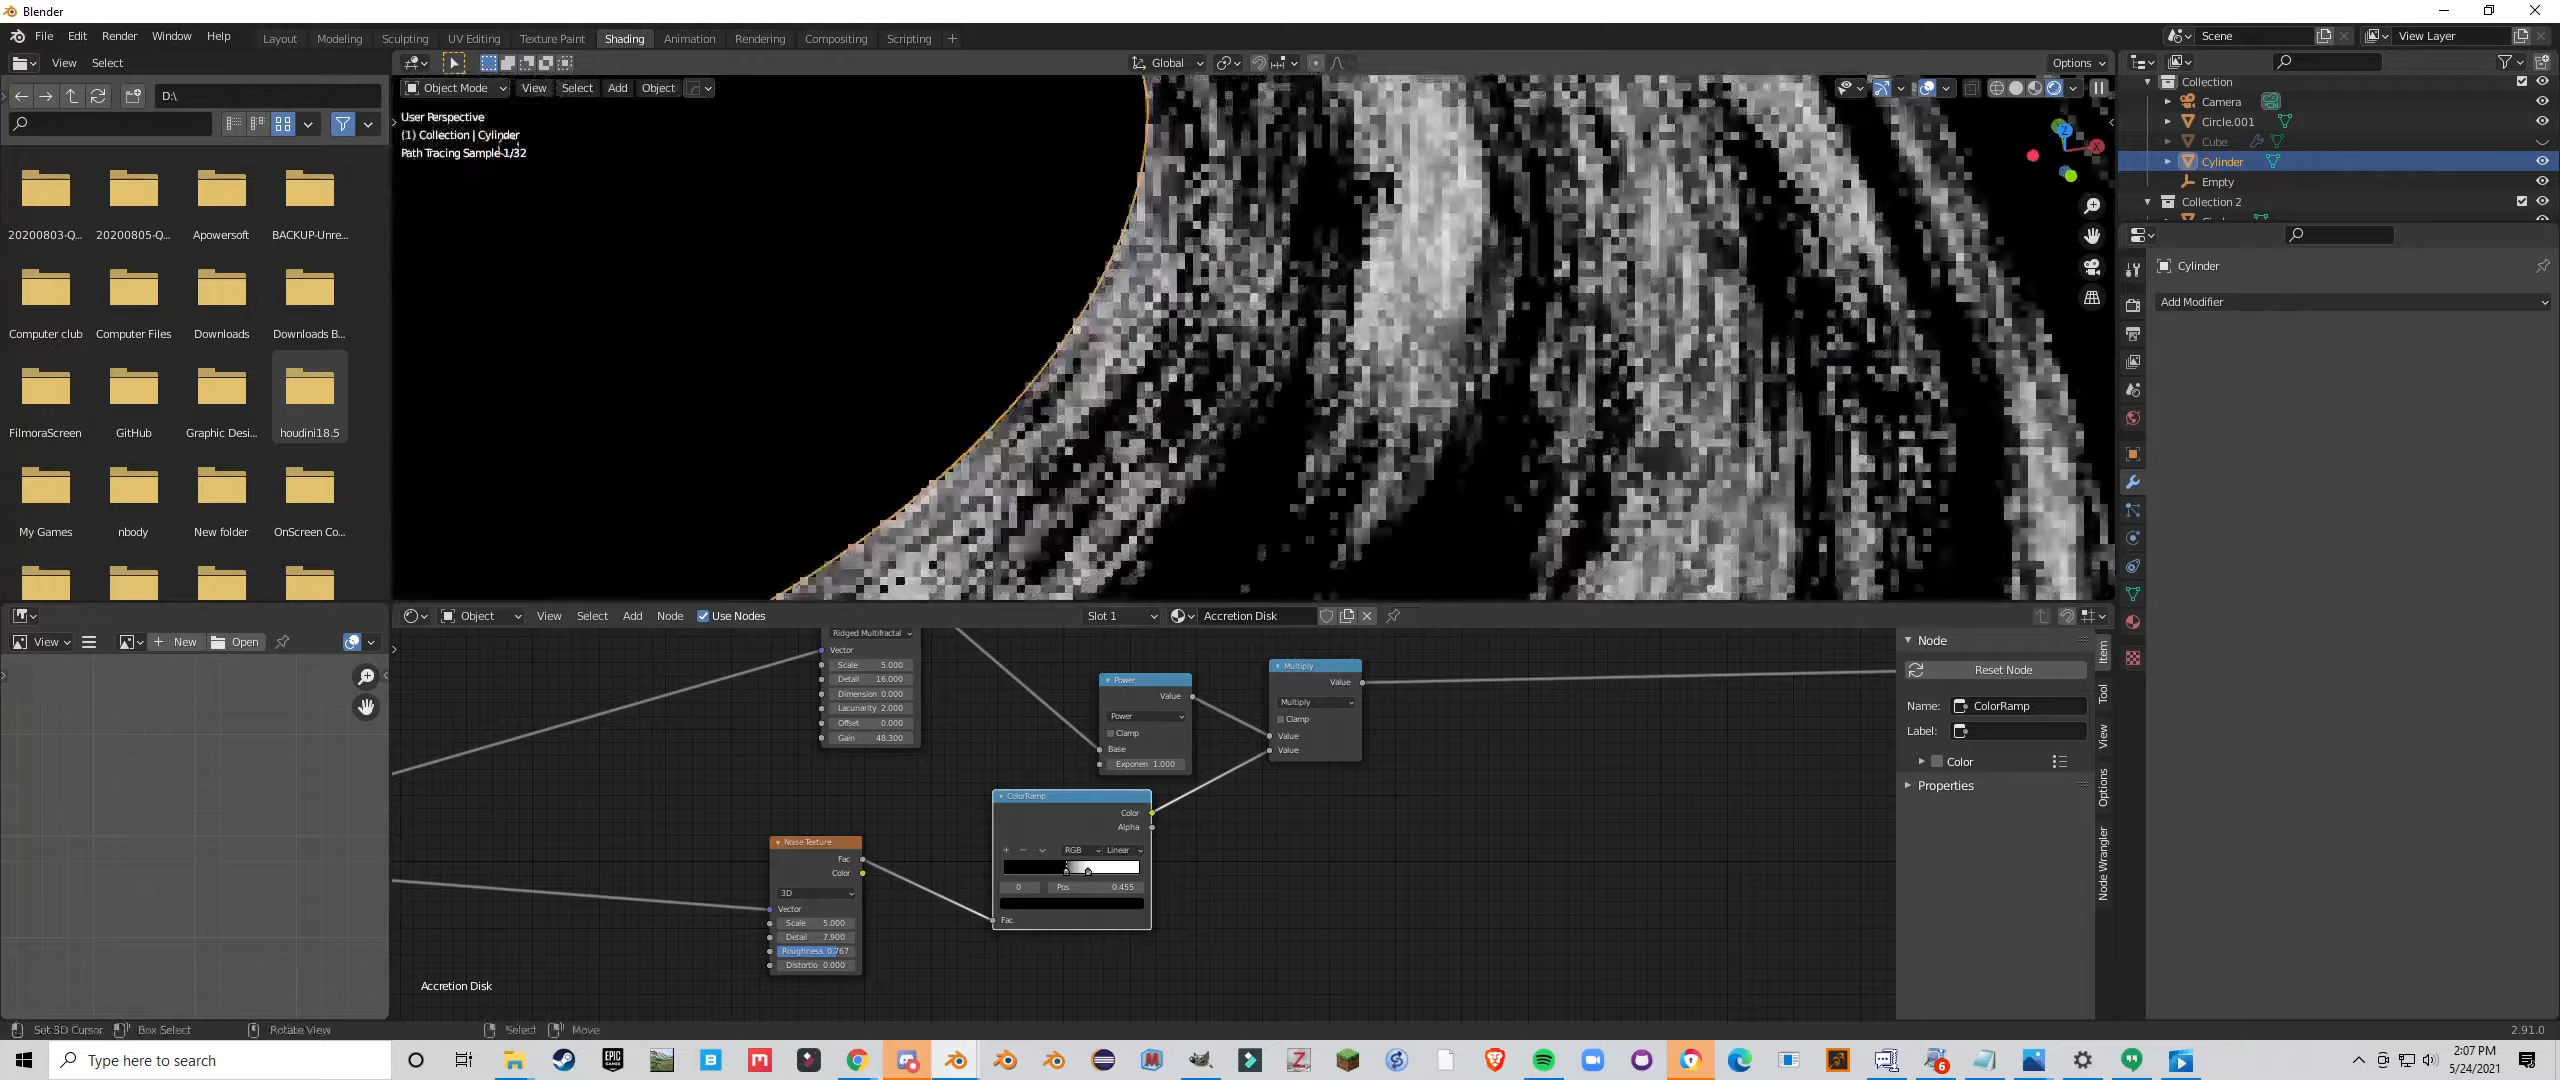 Blender
File Edit Render Window Help
Layout Modeling Sculpting UV Editing Texture Paint Shading Animation Rendering Compositing Scripting +
Scene
View Layer
View Select
Global
Options
D:\
Object Mode View Select Add Object
User Perspective
(1) Collection | Cylinder
Path Tracing Sample 1/32
Collection
Camera
Circle.001
Cube
Cylinder
Empty
Collection 2
Cylinder
Add Modifier
20200803-Q... 20200805-Q... Apowersoft BACKUP-Unre...
Computer club Computer Files Downloads Downloads B...
FilmoraScreen GitHub Graphic Desi... houdini18.5
My Games nbody New folder OnScreen Co...
Object View Select Add Node Use Nodes
Slot 1
Accretion Disk
View
New
Open
Ridged Multifractal
Vector
Scale 5.000
Detail 16.000
Dimension 0.000
Lacunarity 2.000
Offset 0.000
Gain 48.300
Power
Value
Power
Clamp
Base
Exponen 1.000
Multiply
Value
Multiply
Clamp
Value
Value
ColorRamp
Color
Alpha
RGB
Linear
0
Pos 0.455
Fac
Noise Texture
Fac
Color
3D
Vector
Scale 5.000
Detail 7.900
Roughness 0.767
Distortio 0.000
Accretion Disk
Node
Reset Node
Name: ColorRamp
Label:
Color
Properties
Item
Tool
View
Options
Node Wrangler
Set 3D Cursor Box Select Rotate View Select Move
2.91.0
Type here to search
EPIC
GAMES
6
2:07 PM
5/24/2021